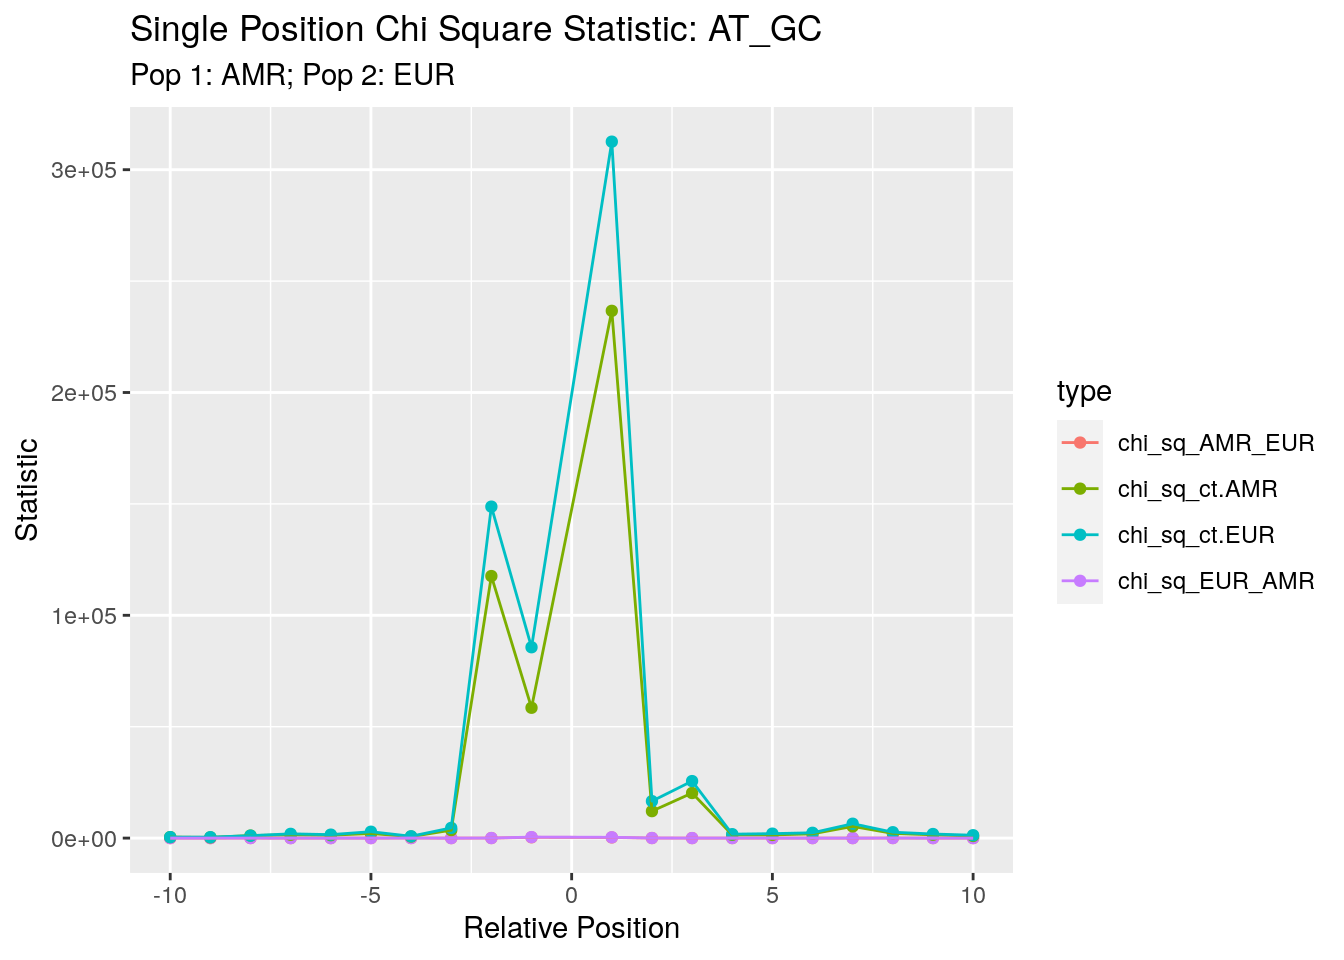 Single Position Chi Square Statistic: AT_GC
Pop 1: AMR; Pop 2: EUR
Statistic
3e+05
2e+05
1e+05
0e+00
-10
-5
0
5
10
Relative Position
type
chi_sq_AMR_EUR
chi_sq_ct.AMR
chi_sq_ct.EUR
chi_sq_EUR_AMR